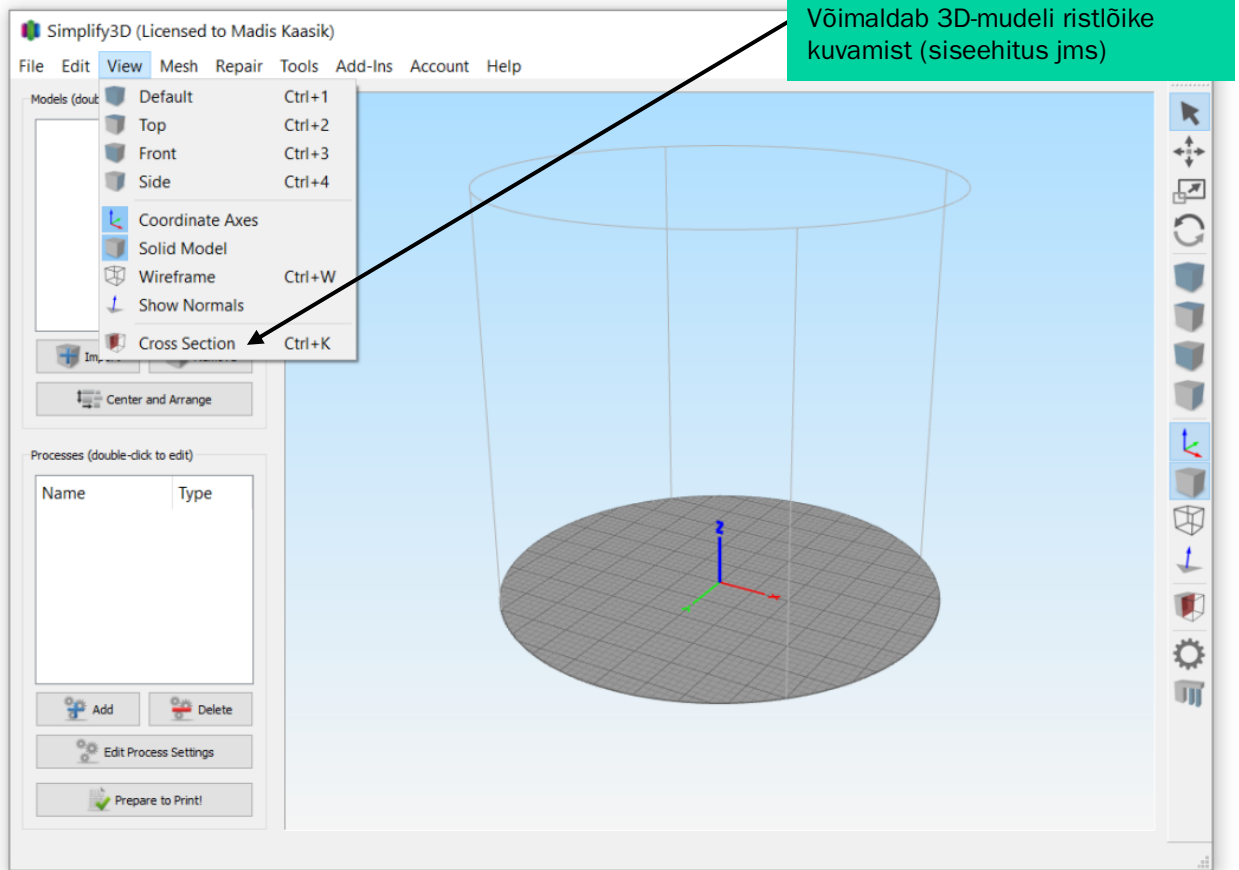 Võimaldab 3D-mudeli ristlõike
kuvamist (siseehitus jms)
Simplify3D (Licensed to Madis Kaasik)
File Edit View Mesh Repair Tools Add-Ins Account Help
Models
Default Ctrl+1
Top Ctrl+2
Front Ctrl+3
Side Ctrl+4
Coordinate Axes
Solid Model
Wireframe Ctrl+W
Show Normals
Cross Section Ctrl+K
Center and Arrange
Processes (double-click to edit)
Name Type
Add Delete
Edit Process Settings
Prepare to Print!
Z